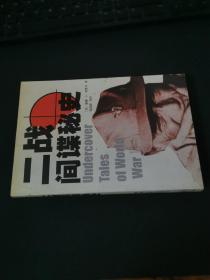 二战
间谍秘史
Undercover
Tales
of World
War